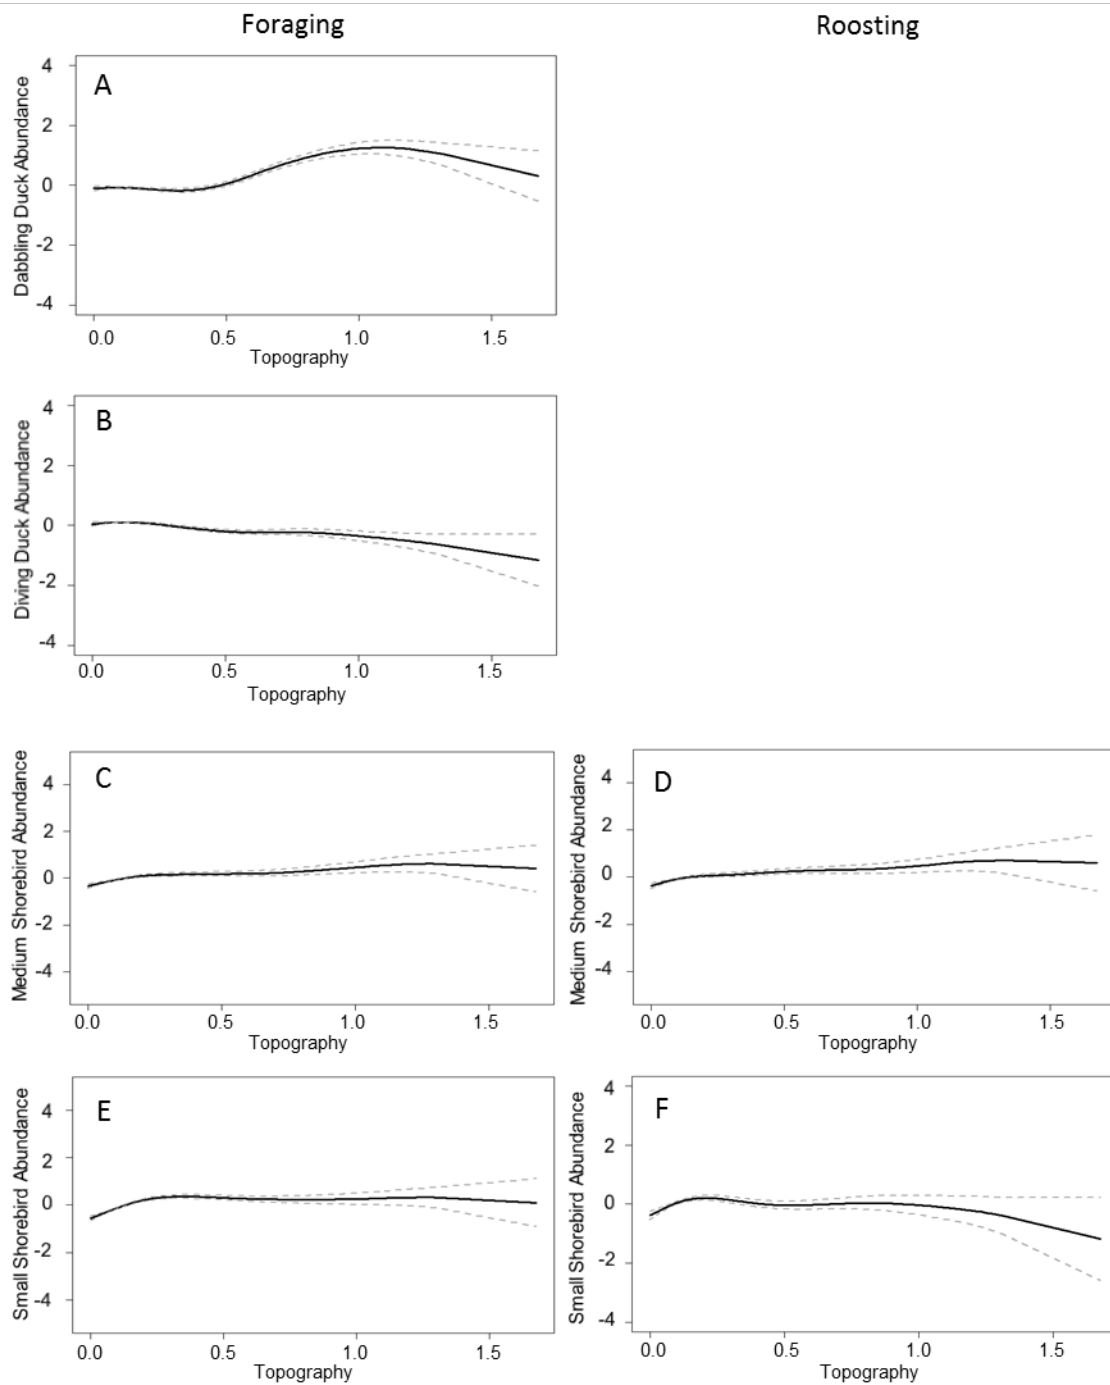 Foraging Roosting
A
Dabbling Duck Abundance
4
2
0
-2
-4
0.0 0.5 1.0 1.5
Topography
B
Diving Duck Abundance
4
2
0
-2
-4
0.0 0.5 1.0 1.5
Topography
C
Medium Shorebird Abundance
4
2
0
-2
-4
0.0 0.5 1.0 1.5
Topography
D
Medium Shorebird Abundance
4
2
0
-2
-4
0.0 0.5 1.0 1.5
Topography
E
Small Shorebird Abundance
4
2
0
-2
-4
0.0 0.5 1.0 1.5
Topography
F
Small Shorebird Abundance
4
2
0
-2
-4
0.0 0.5 1.0 1.5
Topography